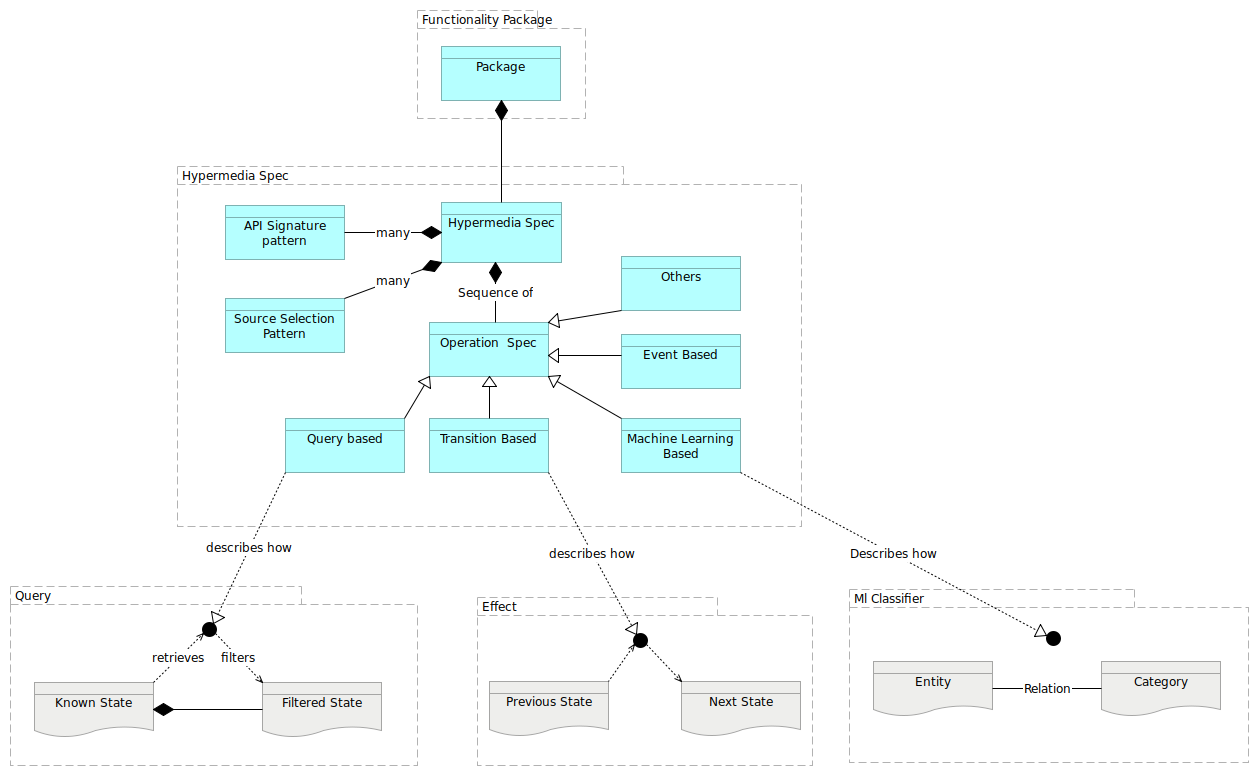 Functionality Package
Package
Hypermedia Spec
API Signature
pattern
many
Hypermedia Spec
many
Sequence of
Source Selection
Pattern
Others
Operation  Spec
Event Based
Query based
Transition Based
Machine Learning
Based
describes how
describes how
Describes how
Query
retrieves
filters
Known State
Filtered State
Effect
Previous State
Next State
Ml Classifier
Entity
Relation
Category